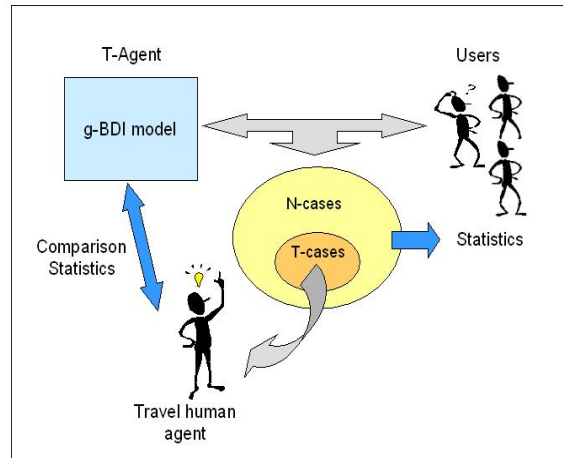 T-Agent
Users
g-BDI model
?
N-cases
T-cases
Statistics
Comparison
Statistics
Travel human
agent